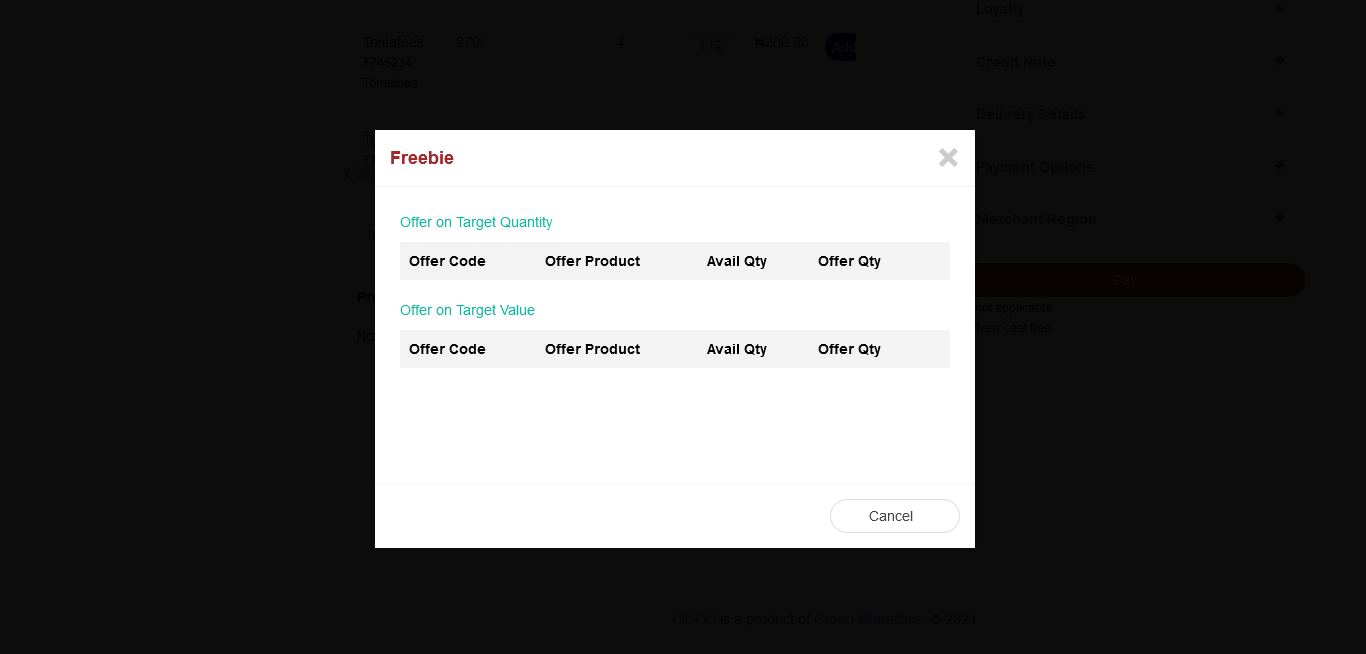 Loyalty +
Tomatoes 270/ 4 1 ₦200.00 Add
T746234
Tomatoes
Credit Note +
Delivery Details +
Freebie
Payment Options +
Offer on Target Quantity
Merchant Region +
Offer Code Offer Product Avail Qty Offer Qty
Pay
Offer on Target Value
not applicable
very cost free
Offer Code Offer Product Avail Qty Offer Qty
Cancel
CICOD is a product of Crown Interactive. © 2021